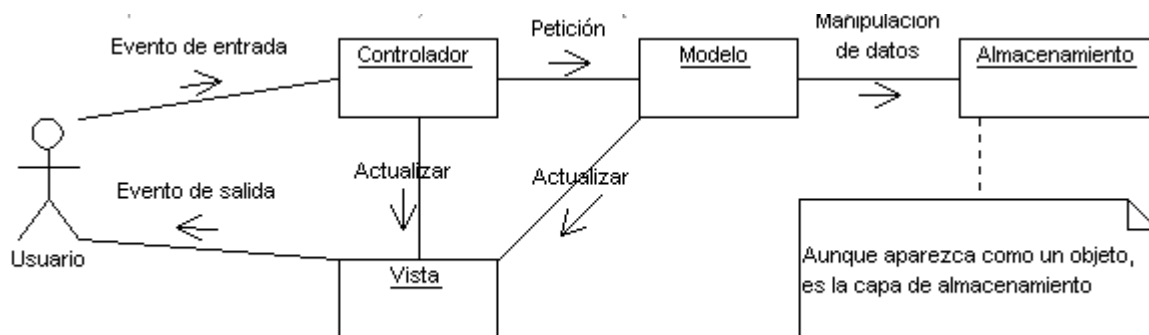 Evento de entrada
Controlador
Petición
Modelo
Manipulacion
de datos
Almacenamiento
Actualizar
Actualizar
Evento de salida
Usuario
Vista
Aunque aparezca como un objeto,
es la capa de almacenamiento